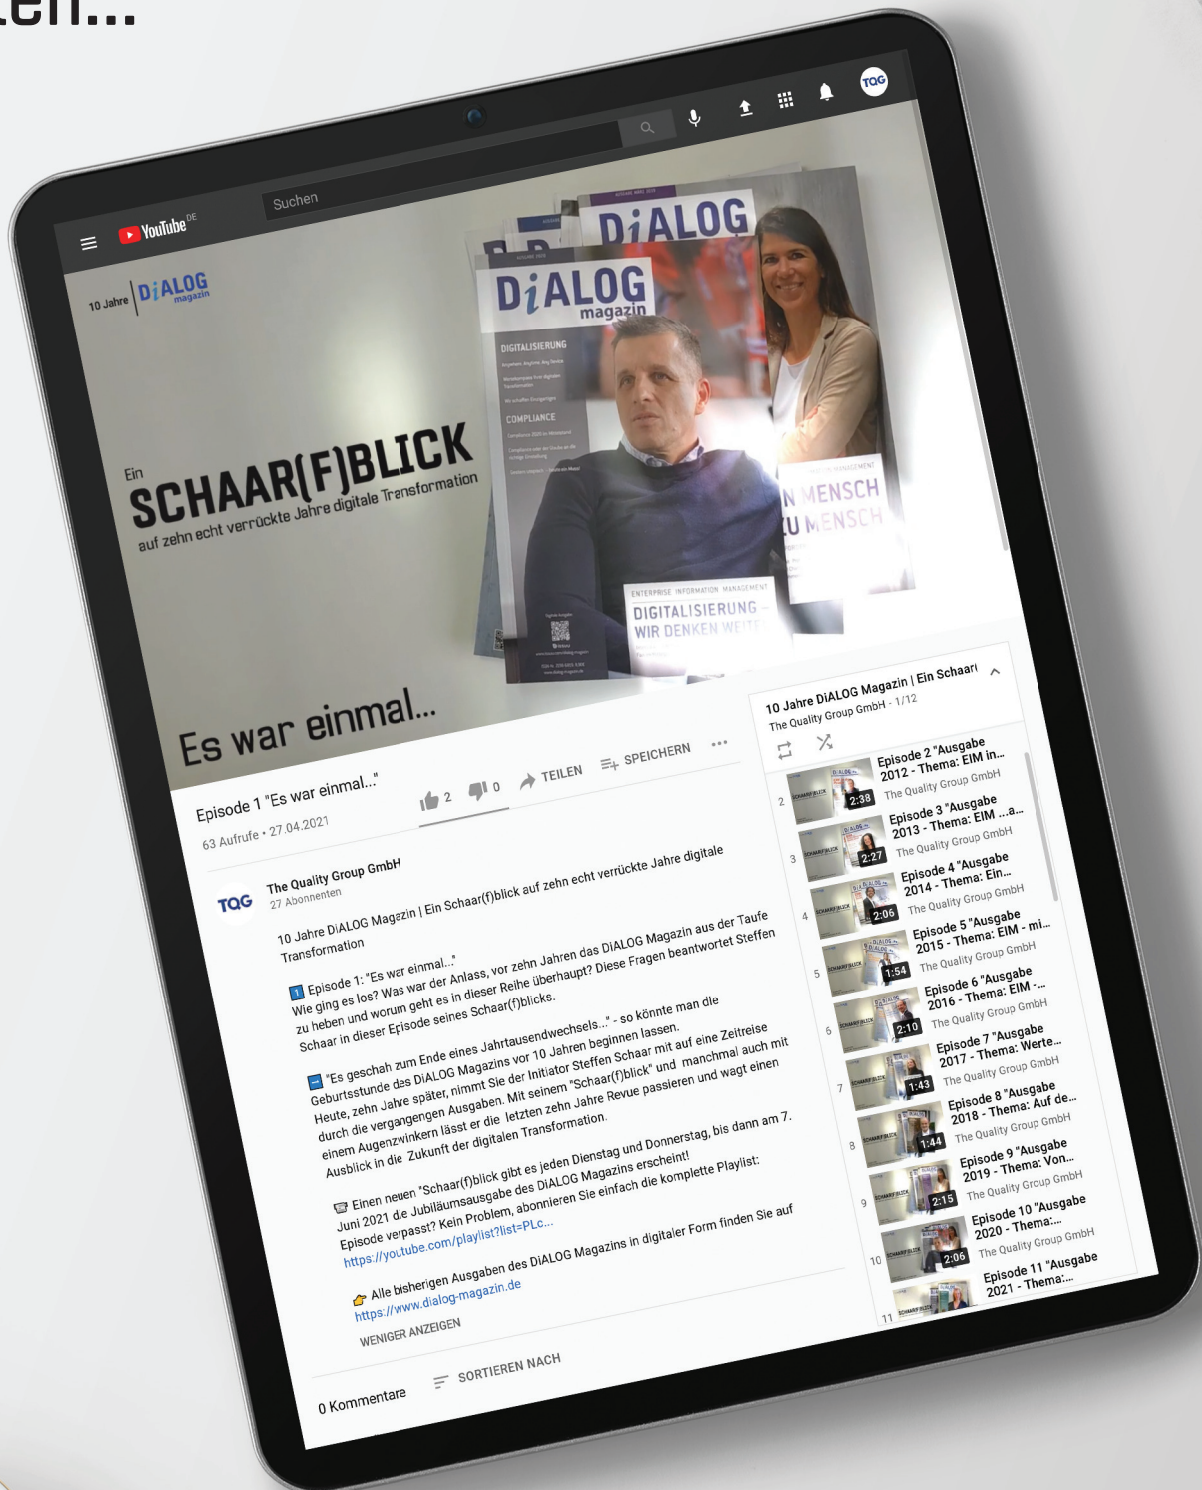 ten...
YouTube DE
Suchen
TQG
10 Jahre DiALOG magazin
Ein
SCHAAR(F)BLICK
auf zehn echt verrückte Jahre digitale Transformation
Es war einmal...
DiALOG
DiALOG
magazin
DIGITALISIERUNG
COMPLIANCE
N MENSCH
ZU MENSCH
ENTERPRISE INFORMATION MANAGEMENT
DIGITALISIERUNG –
WIR DENKEN WEITE
Episode 1 "Es war einmal..."
63 Aufrufe • 27.04.2021
2
0
TEILEN
SPEICHERN
TQG
The Quality Group GmbH
27 Abonnenten
10 Jahre DiALOG Magazin | Ein Schaar(f)blick auf zehn echt verrückte Jahre digitale
Transformation
1 Episode 1: "Es war einmal..."
Wie ging es los? Was war der Anlass, vor zehn Jahren das DiALOG Magazin aus der Taufe
zu heben und worum geht es in dieser Reihe überhaupt? Diese Fragen beantwortet Steffen
Schaar in dieser Episode seines Schaar(f)blicks.
"Es geschah zum Ende eines Jahrtausendwechsels..." - so könnte man die
Geburtsstunde das DiALOG Magazins vor 10 Jahren beginnen lassen.
Heute, zehn Jahre später, nimmt Sie der Initiator Steffen Schaar mit auf eine Zeitreise
durch die vergangengen Ausgaben. Mit seinem "Schaar(f)blick" und manchmal auch mit
einem Augenzwinkern lässt er die letzten zehn Jahre Revue passieren und wagt einen
Ausblick in die Zukunft der digitalen Transformation.
Einen neuen "Schaar(f)blick gibt es jeden Dienstag und Donnerstag, bis dann am 7.
Juni 2021 de Jubiläumsausgabe des DiALOG Magazins erscheint!
Episode verpasst? Kein Problem, abonnieren Sie einfach die komplette Playlist:
https://youtube.com/playlist?list=PLc...
Alle bisherigen Ausgaben des DiALOG Magazins in digitaler Form finden Sie auf
https://www.dialog-magazin.de
WENIGER ANZEIGEN
0 Kommentare
SORTIEREN NACH
10 Jahre DiALOG Magazin | Ein Schaar(
The Quality Group GmbH - 1/12
2
2:38
Episode 2 "Ausgabe
2012 - Thema: EIM in...
The Quality Group GmbH
3
2:27
Episode 3 "Ausgabe
2013 - Thema: EIM ...a...
The Quality Group GmbH
4
2:06
Episode 4 "Ausgabe
2014 - Thema: Ein...
The Quality Group GmbH
5
1:54
Episode 5 "Ausgabe
2015 - Thema: EIM - mi...
The Quality Group GmbH
6
2:10
Episode 6 "Ausgabe
2016 - Thema: EIM -...
The Quality Group GmbH
7
1:43
Episode 7 "Ausgabe
2017 - Thema: Werte...
The Quality Group GmbH
8
1:44
Episode 8 "Ausgabe
2018 - Thema: Auf de...
The Quality Group GmbH
9
2:15
Episode 9 "Ausgabe
2019 - Thema: Von...
The Quality Group GmbH
10
2:06
Episode 10 "Ausgabe
2020 - Thema:...
The Quality Group GmbH
11
Episode 11 "Ausgabe
2021 - Thema:...